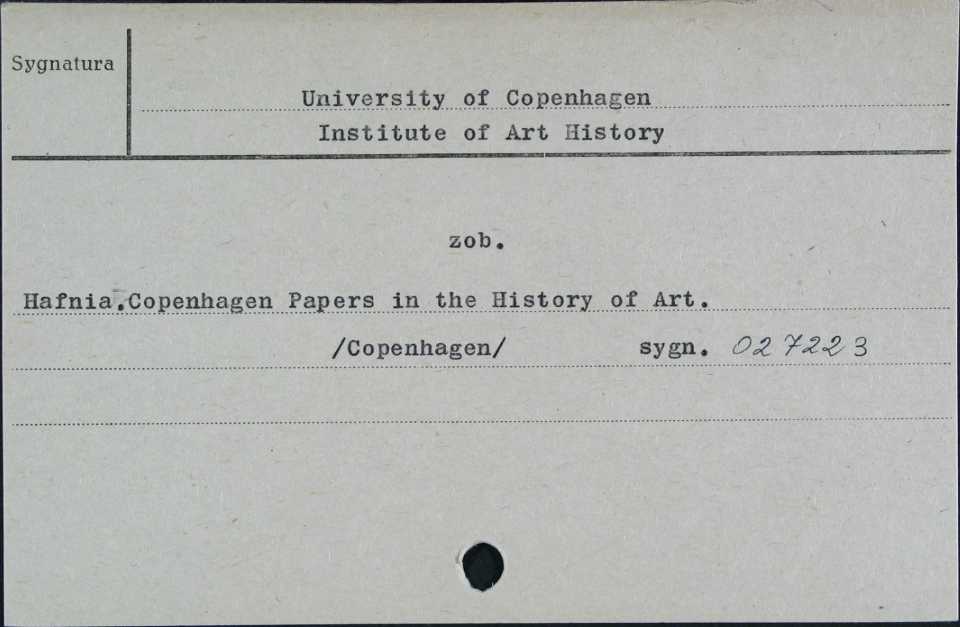 Sygnatura
University of Copenhagen
Institute of Art History
zob.
Hafnia.Copenhagen Papers in the History of Art.
/Copenhagen/ sygn. 027223